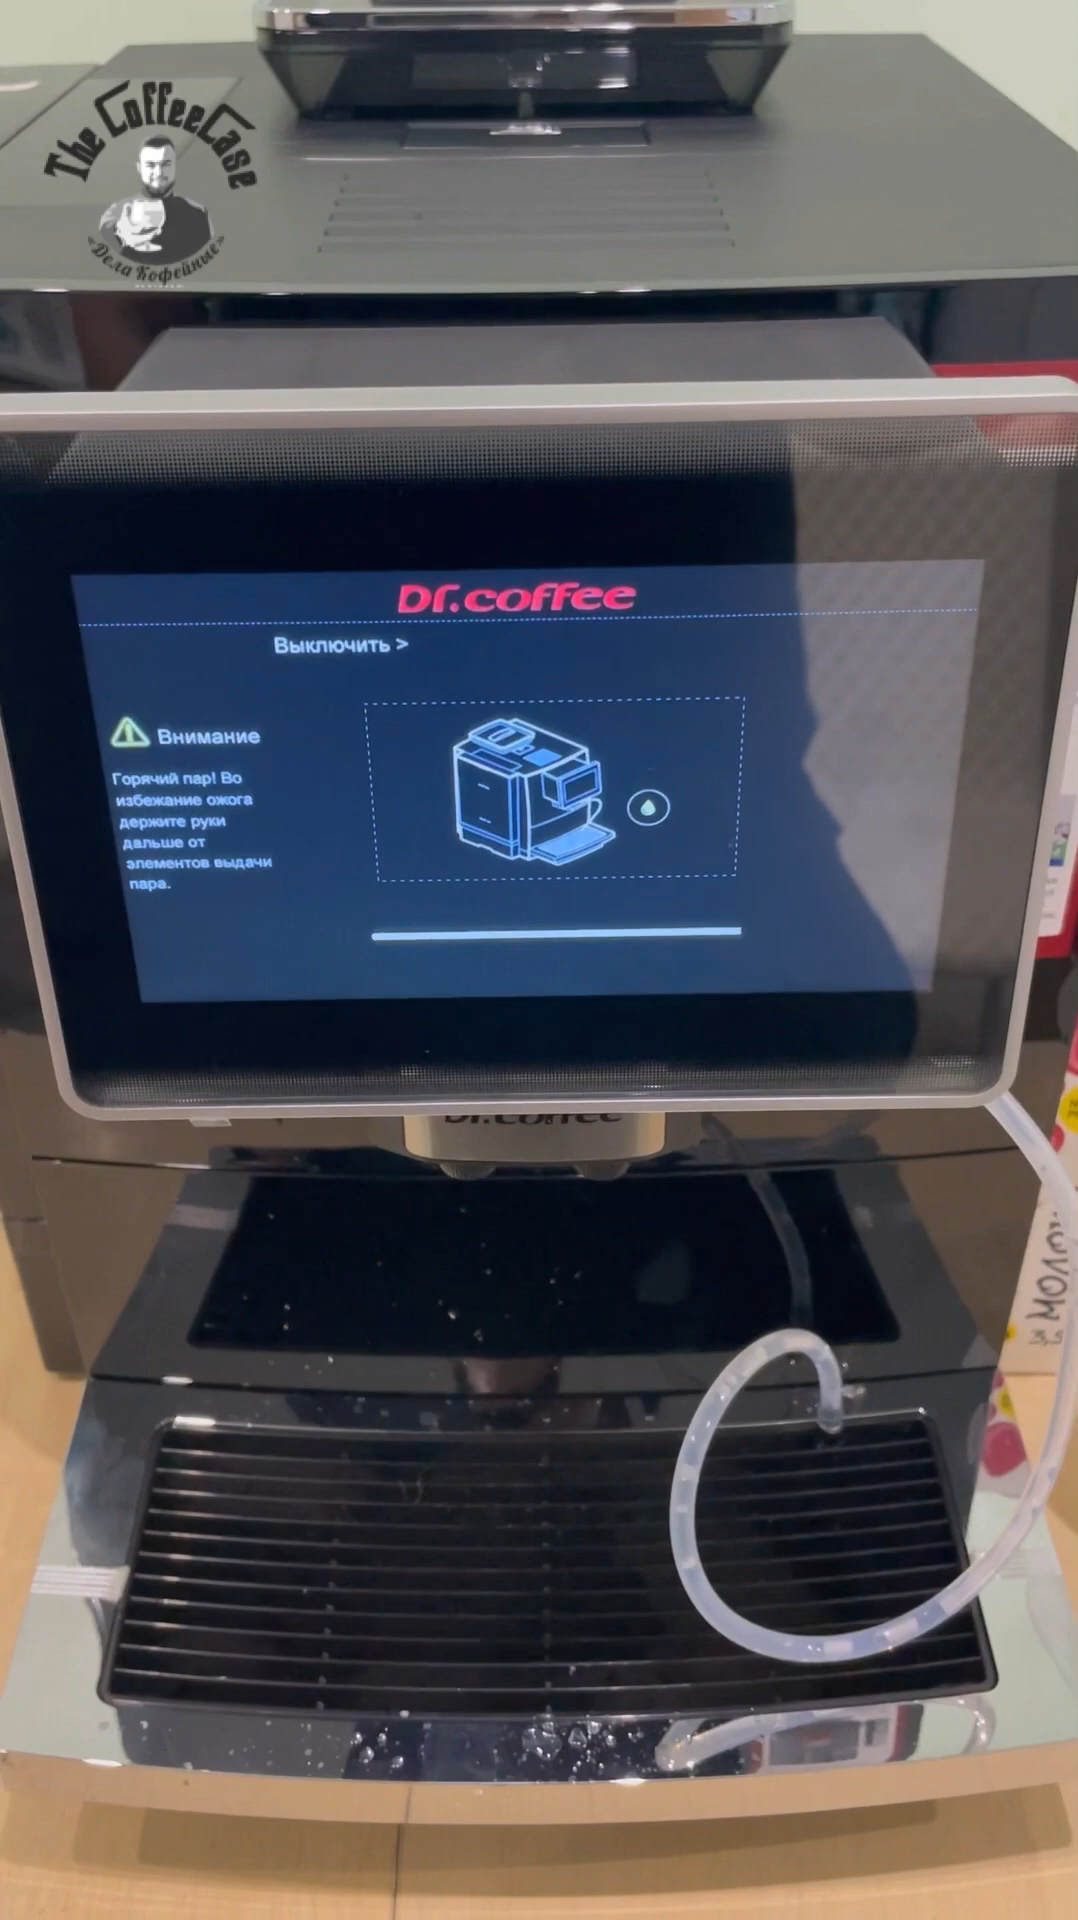 The CoffeeCase
«Дела Кофейные»
Dr.coffee
Выключить >
Внимание
Горячий пар! Во
избежание ожога
держите руки
дальше от
элементов выдачи
пара.
Dr.coffee
МОЛОК